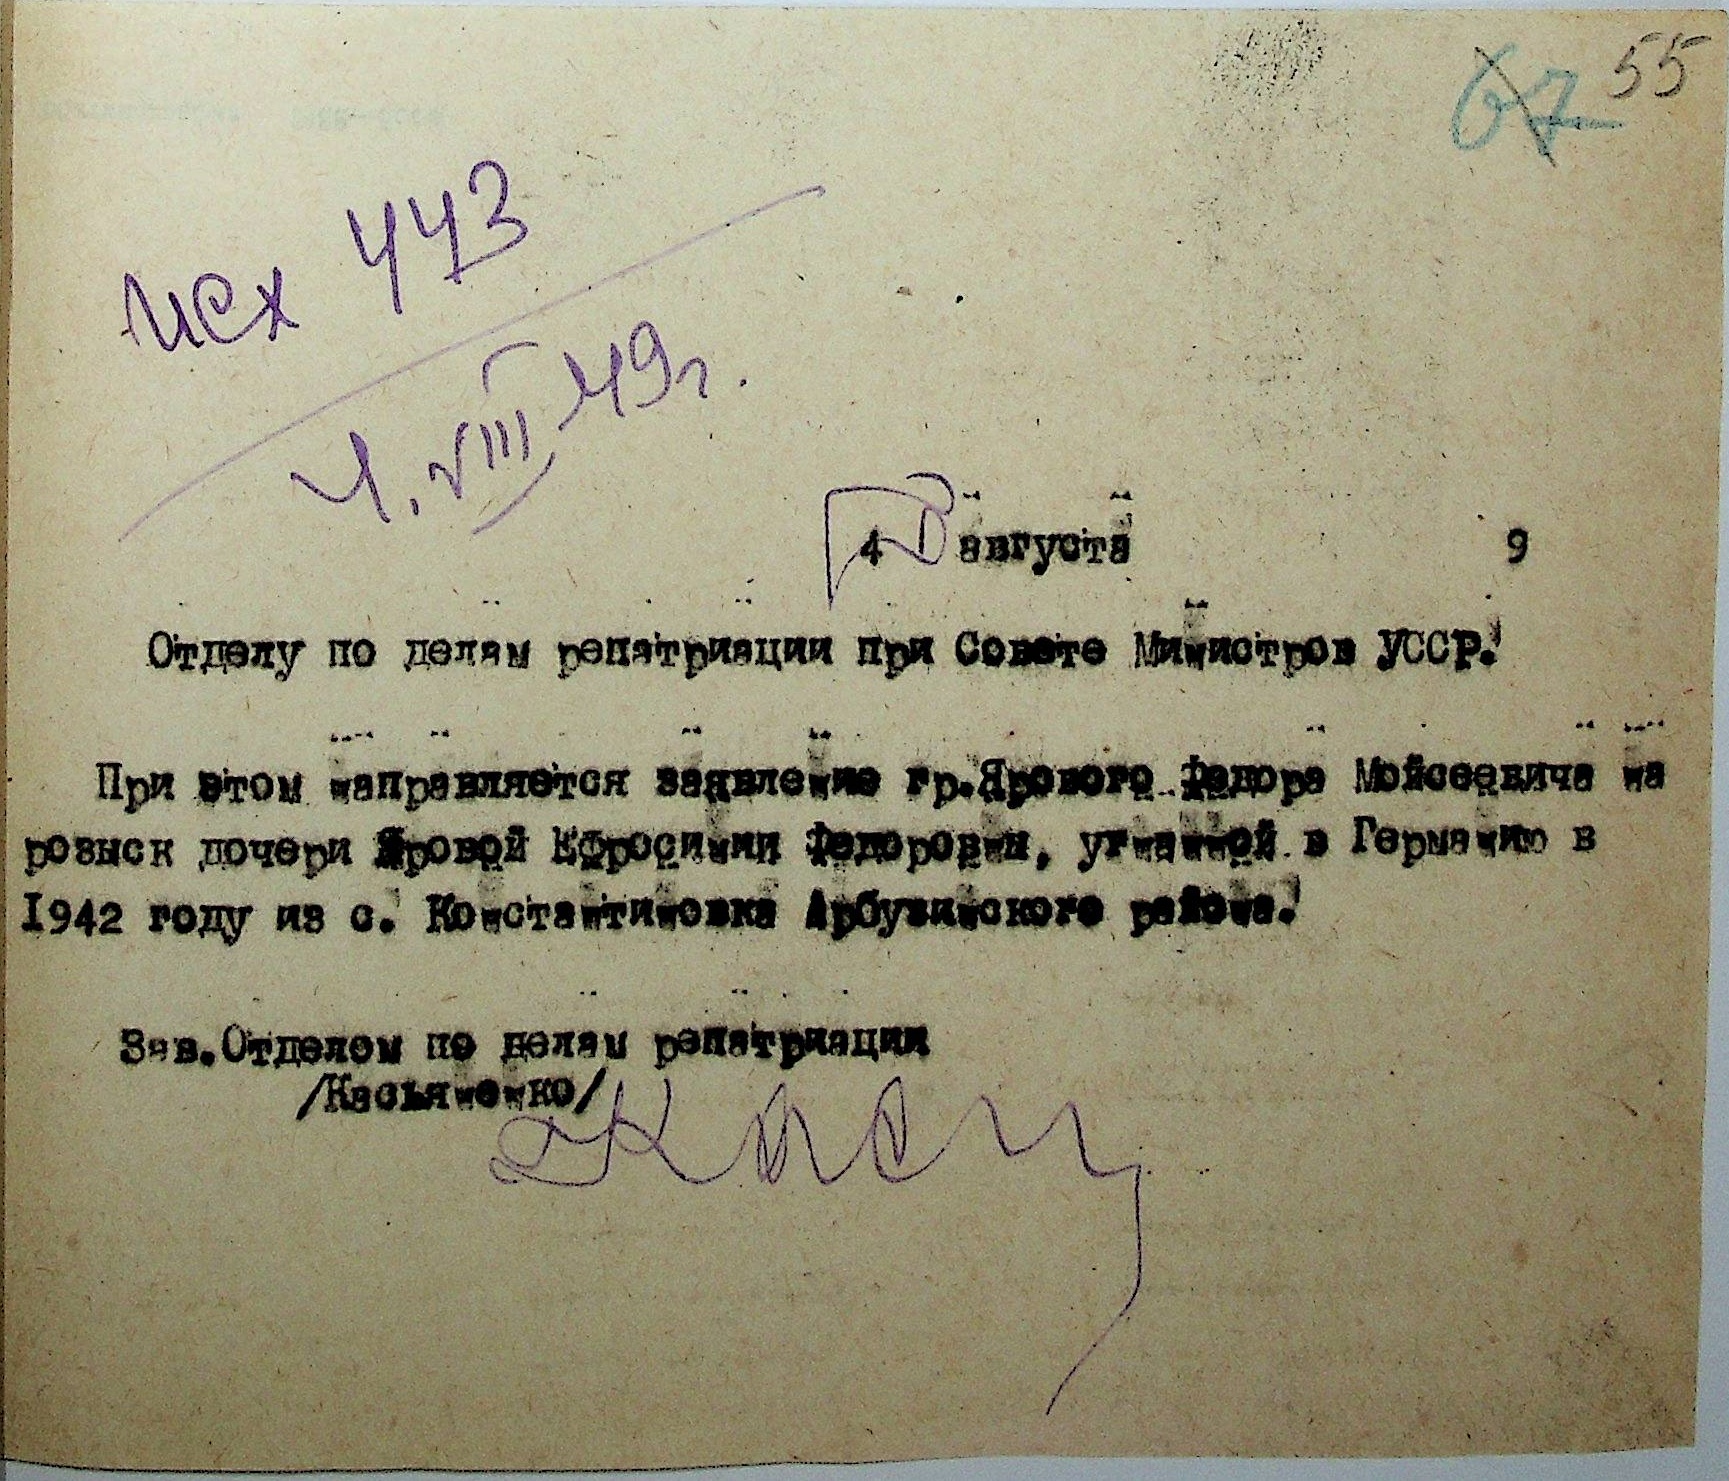 67 55
исх 443
4. VIII 49г.
4 августа 9
Отделу по делам репатриации при Совете Министров УССР.
При этом направляется заявление гр.Ярового Федора Мойсеевича на
розыск дочери Яровой Ефросинии Федоровны, угнанной в Германию в
1942 году из с. Константиновка Арбузинского района.
Зав.Отделом по делам репатриации
/Касьяненко/